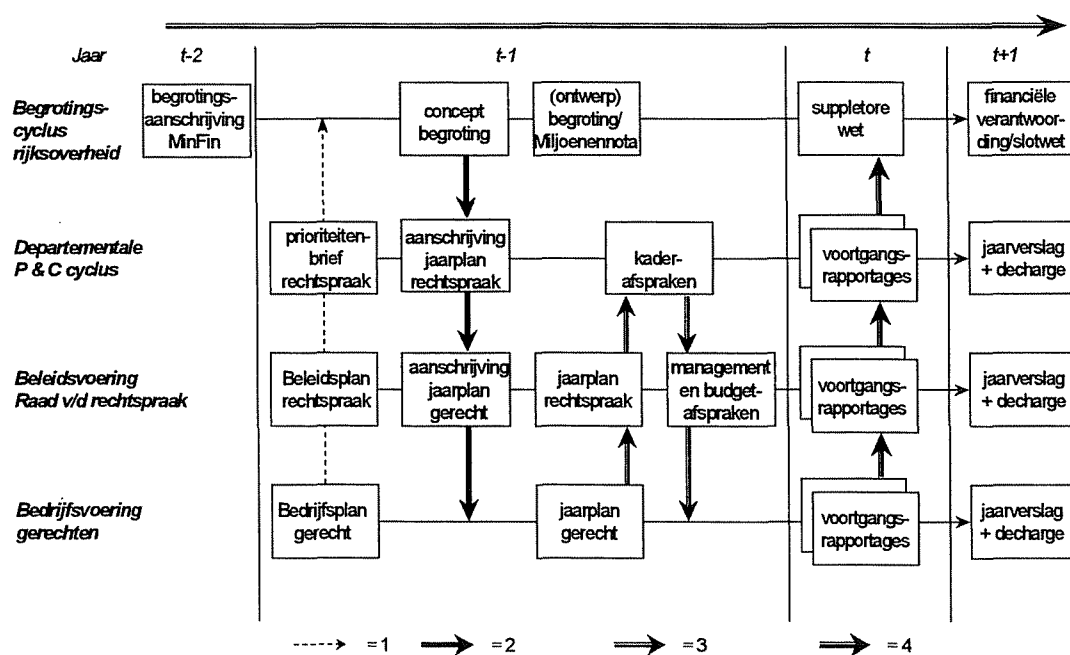 Jaar
t-2
t-1
t
t+1
Begrotings-
cyclus
rijksoverheid
begrotings-
aanschrijving
MinFin
concept
begroting
(ontwerp)
begroting/
Miljoenennota
suppletore
wet
financiële
verantwoor-
ding/slotwet
Departementale
P & C cyclus
prioriteiten-
brief
rechtspraak
aanschrijving
jaarplan
rechtspraak
kader-
afspraken
voortgangs-
rapportages
jaarverslag
+ decharge
Beleidsvoering
Raad v/d rechtspraak
Beleidsplan
rechtspraak
aanschrijving
jaarplan
gerecht
jaarplan
rechtspraak
management
en budget-
afspraken
voortgangs-
rapportages
jaarverslag
+ decharge
Bedrijfsvoering
gerechten
Bedrijfsplan
gerecht
jaarplan
gerecht
voortgangs-
rapportages
jaarverslag
+ decharge
=1
=2
=3
=4